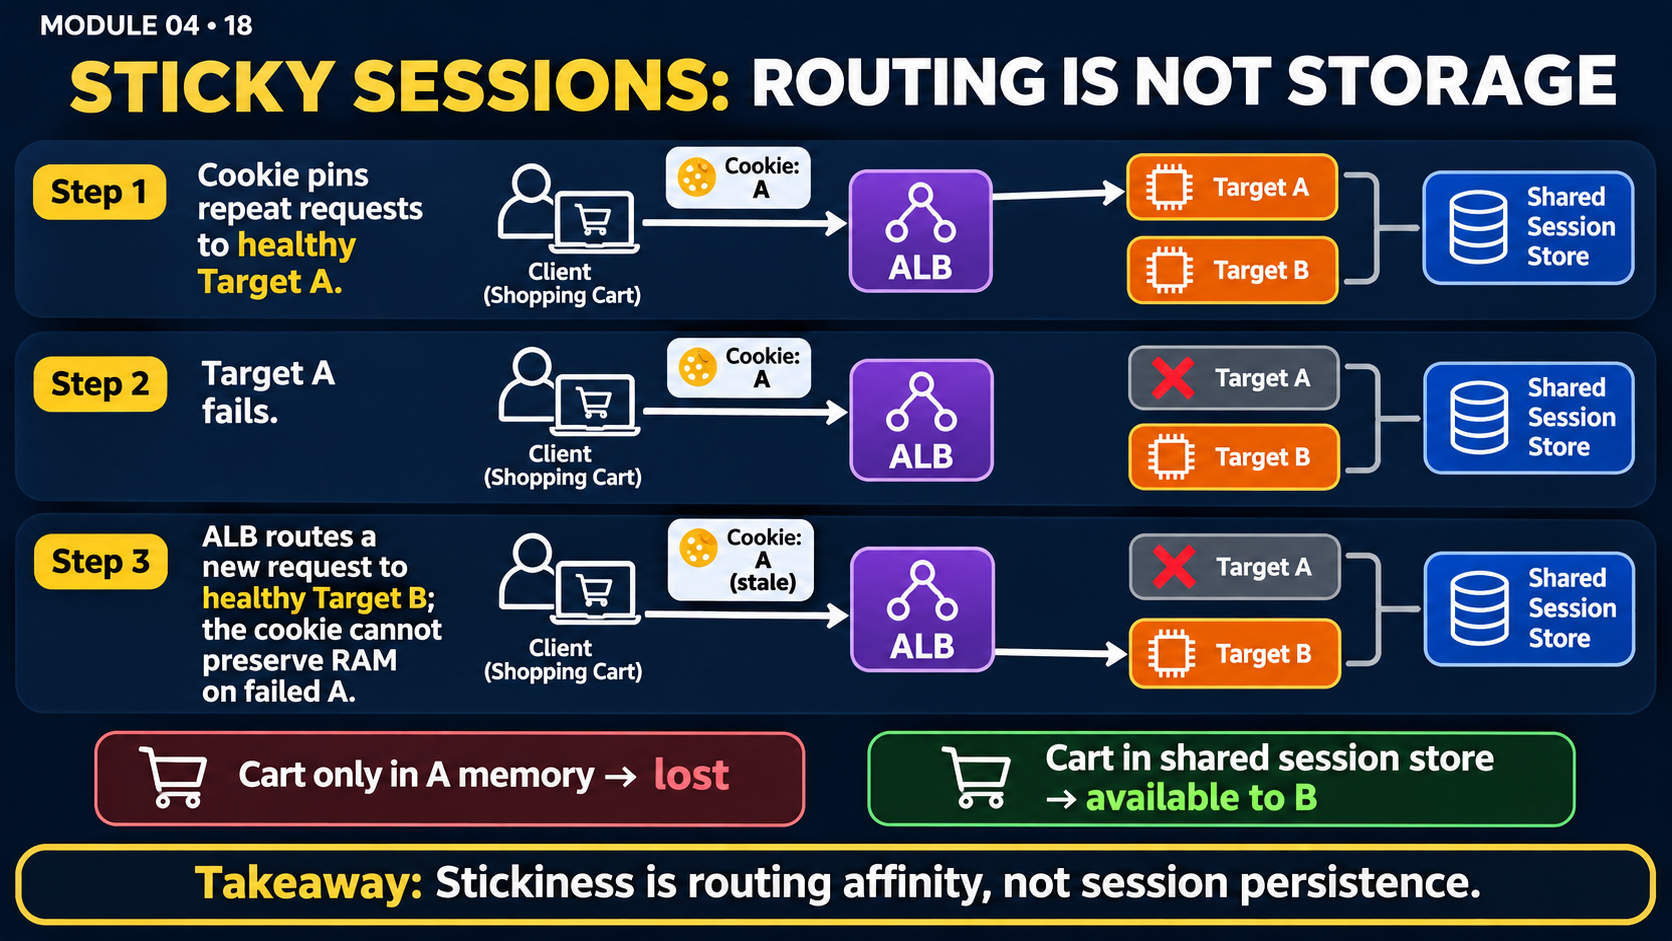 MODULE 04 • 18
STICKY SESSIONS: ROUTING IS NOT STORAGE
Step 1
Cookie pins
repeat requests
to healthy
Target A.
Client
(Shopping Cart)
Cookie:
A
ALB
Target A
Target B
Shared
Session
Store
Step 2
Target A
fails.
Client
(Shopping Cart)
Cookie:
A
ALB
Target A
Target B
Shared
Session
Store
Step 3
ALB routes a
new request to
healthy Target B;
the cookie cannot
preserve RAM
on failed A.
Client
(Shopping Cart)
Cookie:
A
(stale)
ALB
Target A
Target B
Shared
Session
Store
Cart only in A memory → lost
Cart in shared session store
→ available to B
Takeaway: Stickiness is routing affinity, not session persistence.